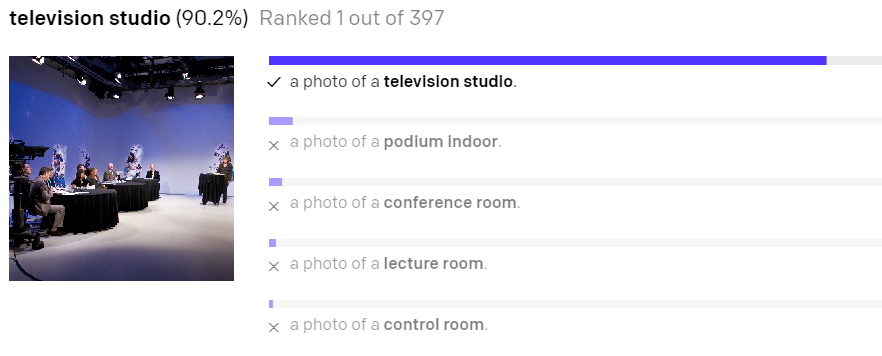 television studio (90.2%) Ranked 1 out of 397
✓ a photo of a television studio.
× a photo of a podium indoor.
× a photo of a conference room.
× a photo of a lecture room.
× a photo of a control room.